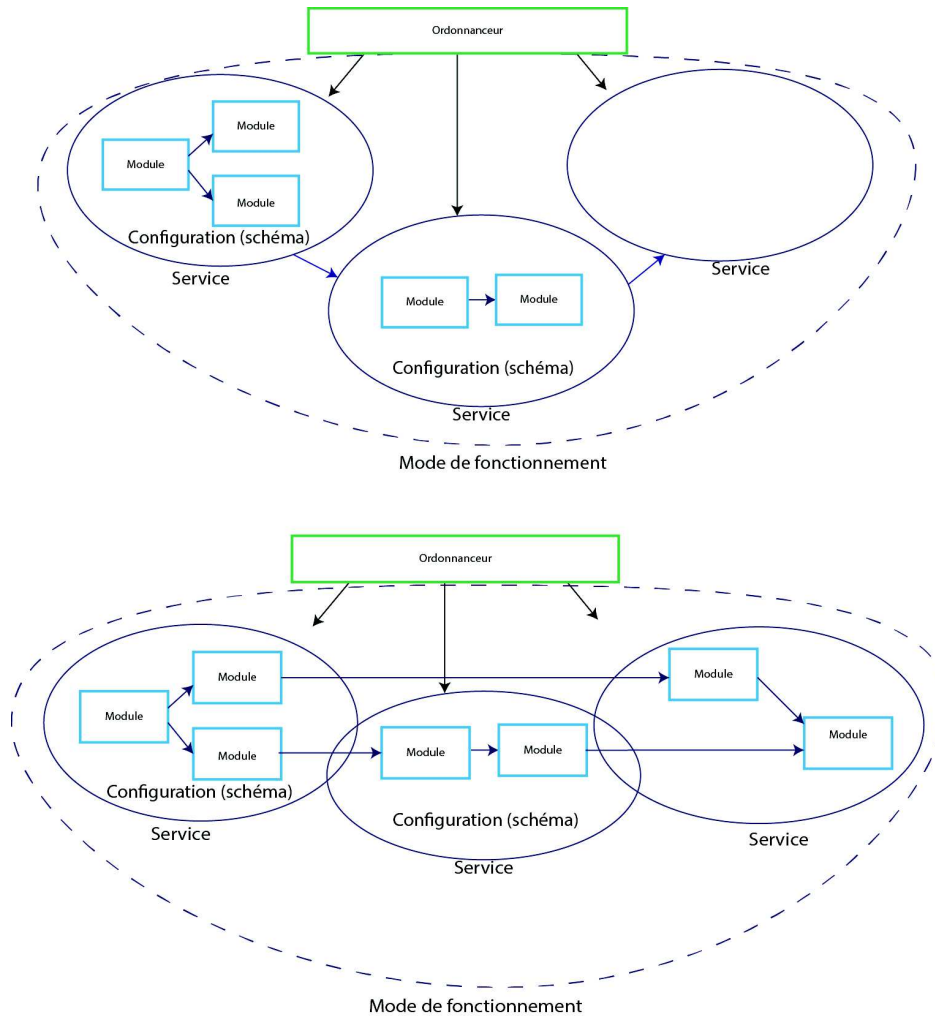 Ordonnanceur
Module
Module
Module
Configuration (schéma)
Service
Module
Module
Configuration (schéma)
Service
Service
Mode de fonctionnement
Ordonnanceur
Module
Module
Module
Configuration (schéma)
Service
Module
Module
Configuration (schéma)
Service
Module
Module
Service
Mode de fonctionnement